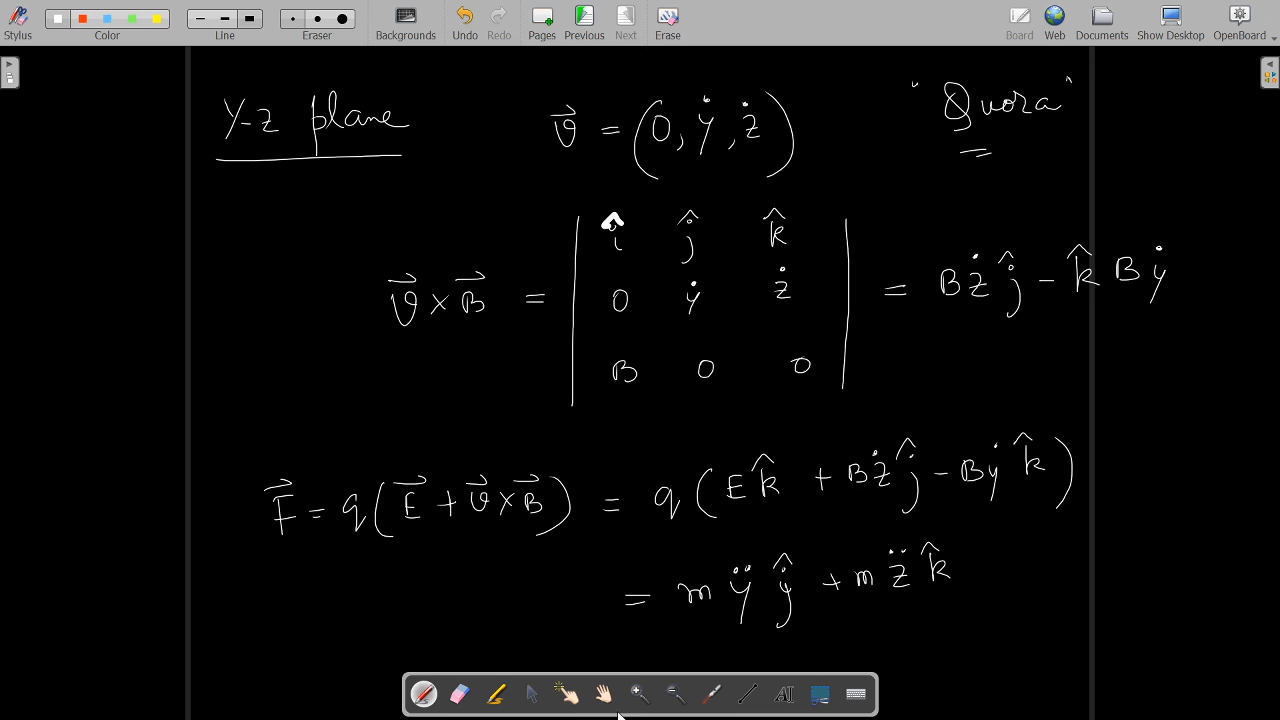 Stylus Color Line Eraser Backgrounds Undo Redo Pages Previous Next Erase Board Web Documents Show Desktop OpenBoard
Y-z plane v⃗ = (0, ẏ, ż) "Quora"
î ĵ k̂
v⃗ × B⃗ = 0 ẏ ż = Bż ĵ − k̂ Bẏ
B 0 0
F⃗ = q(E⃗ + v⃗ × B⃗) = q(E k̂ + Bż ĵ − Bẏ k̂)
= m ÿ ĵ + m z̈ k̂